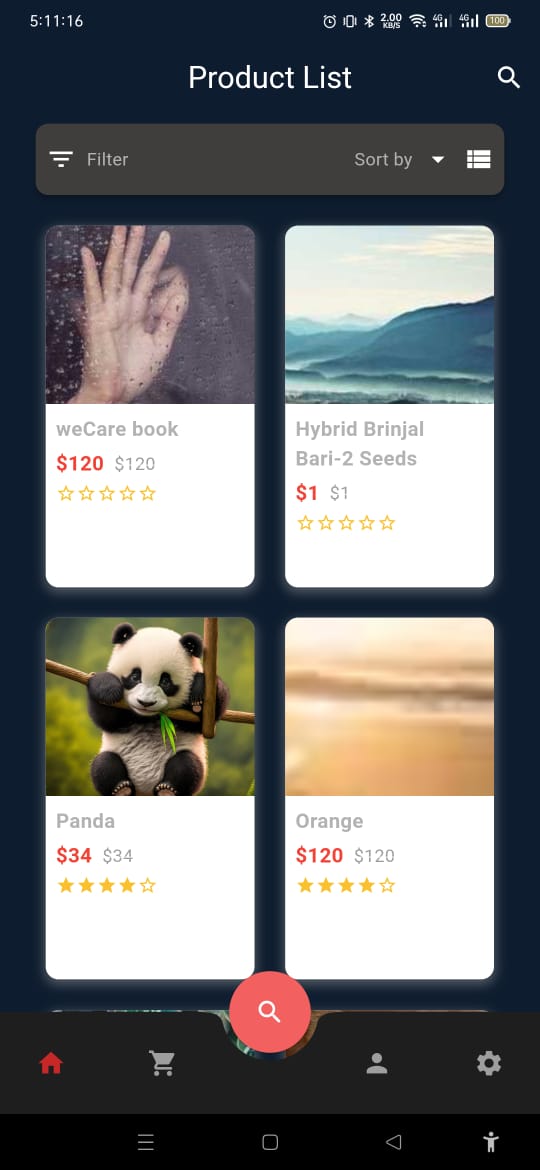 5:11:16
2.00
KB/S
4G
4G
100
Product List
Filter
Sort by
weCare book
$120 $120
Hybrid Brinjal
Bari-2 Seeds
$1 $1
Panda
$34 $34
Orange
$120 $120